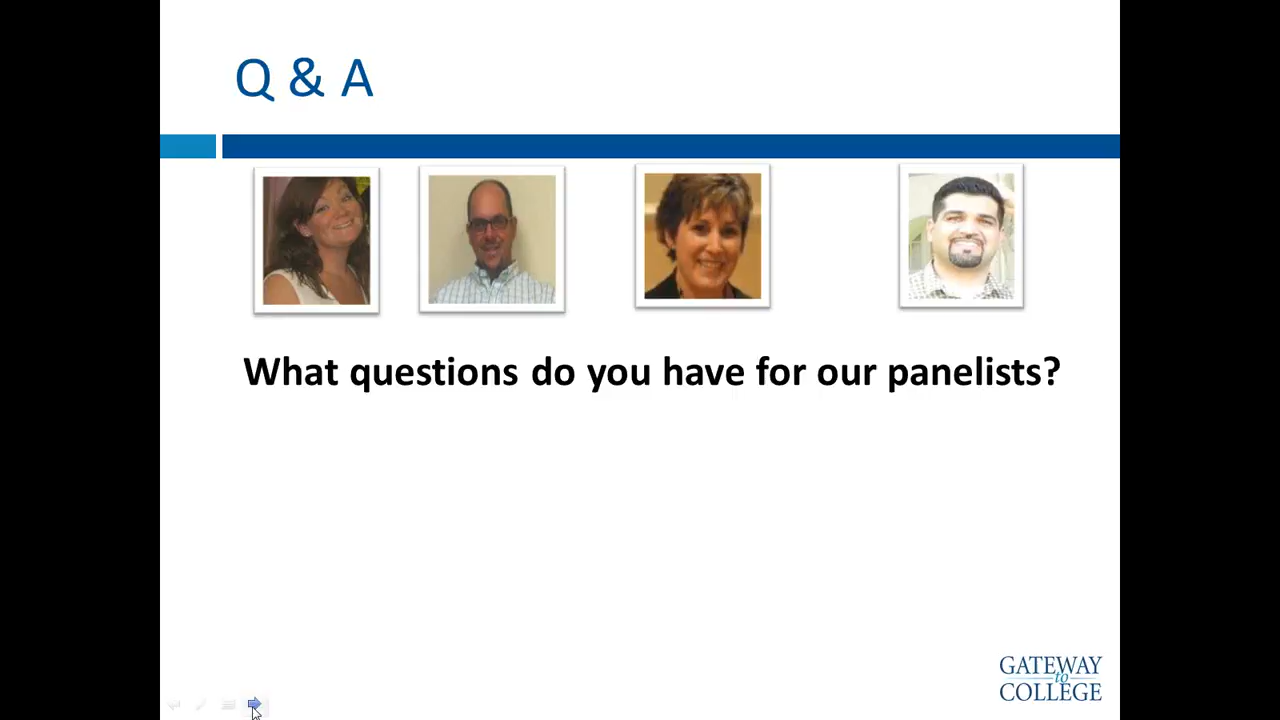 Q & A
What questions do you have for our panelists?
GATEWAY
to
COLLEGE